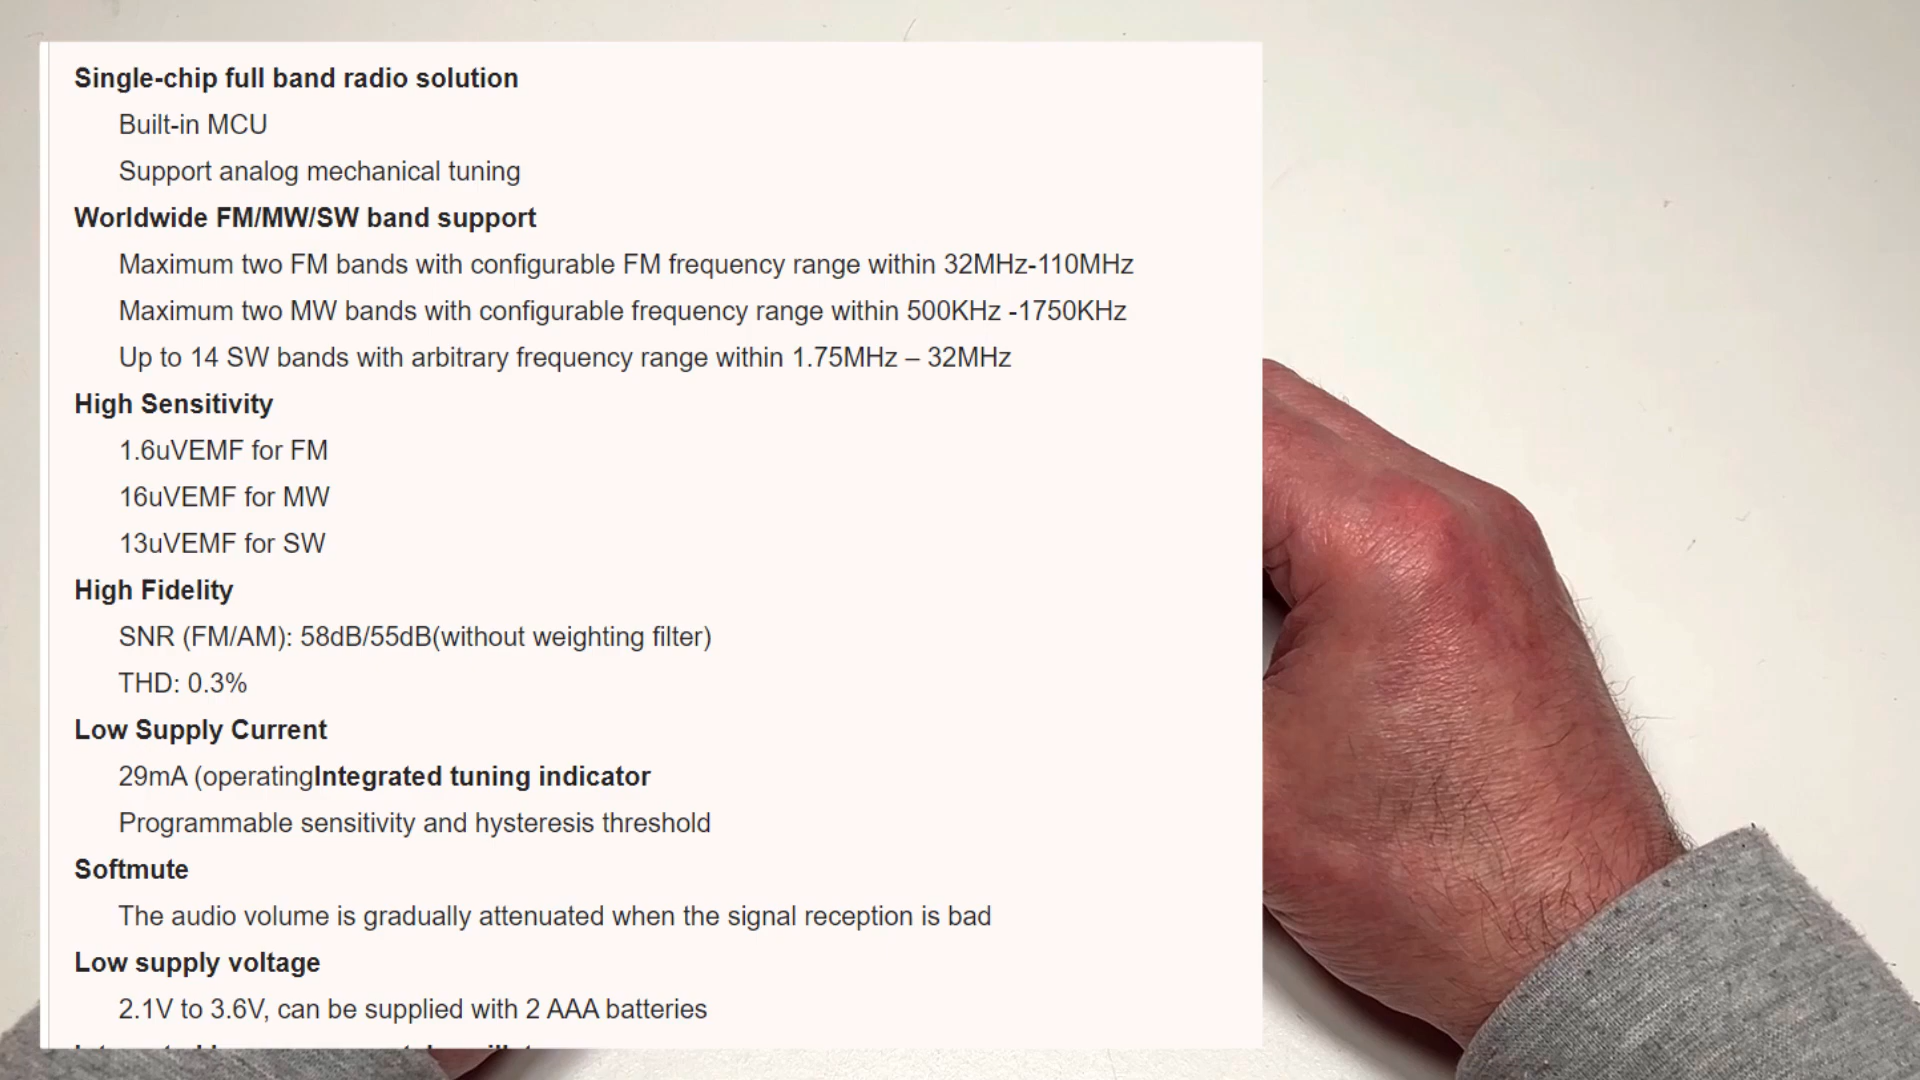 Single-chip full band radio solution
Built-in MCU
Support analog mechanical tuning
Worldwide FM/MW/SW band support
Maximum two FM bands with configurable FM frequency range within 32MHz-110MHz
Maximum two MW bands with configurable frequency range within 500KHz -1750KHz
Up to 14 SW bands with arbitrary frequency range within 1.75MHz – 32MHz
High Sensitivity
1.6uVEMF for FM
16uVEMF for MW
13uVEMF for SW
High Fidelity
SNR (FM/AM): 58dB/55dB(without weighting filter)
THD: 0.3%
Low Supply Current
29mA (operatingIntegrated tuning indicator
Programmable sensitivity and hysteresis threshold
Softmute
The audio volume is gradually attenuated when the signal reception is bad
Low supply voltage
2.1V to 3.6V, can be supplied with 2 AAA batteries